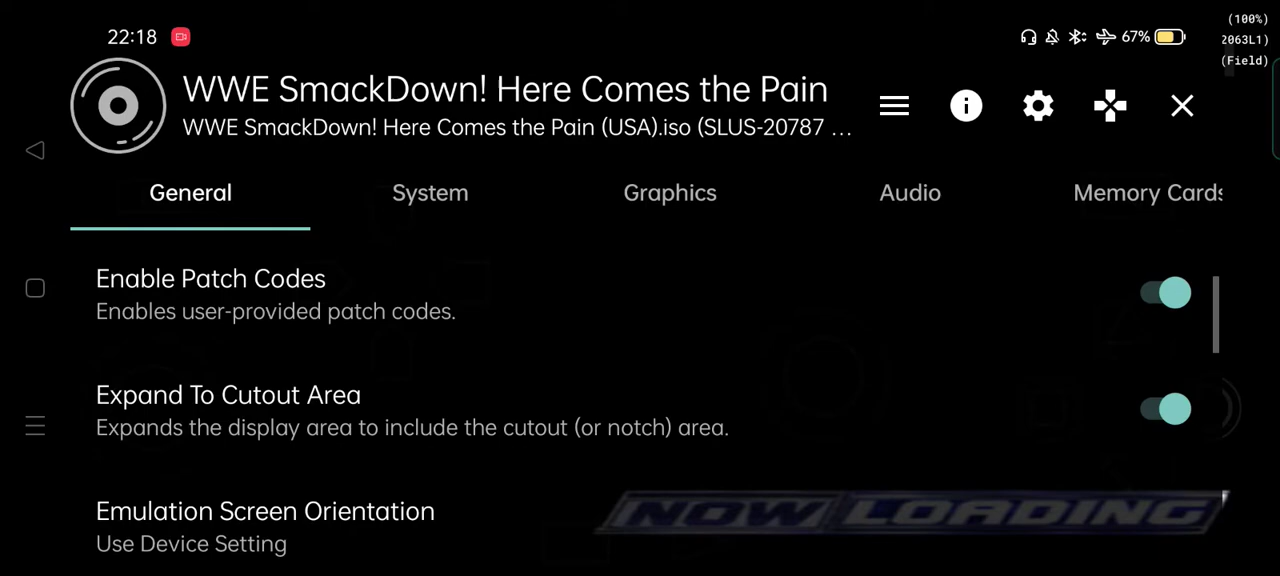 22:18
67%
(100%)
2063L1)
(Field)
WWE SmackDown! Here Comes the Pain
WWE SmackDown! Here Comes the Pain (USA).iso (SLUS-20787 ...
General
System
Graphics
Audio
Memory Cards
Enable Patch Codes
Enables user-provided patch codes.
Expand To Cutout Area
Expands the display area to include the cutout (or notch) area.
Emulation Screen Orientation
Use Device Setting
NOW LOADING